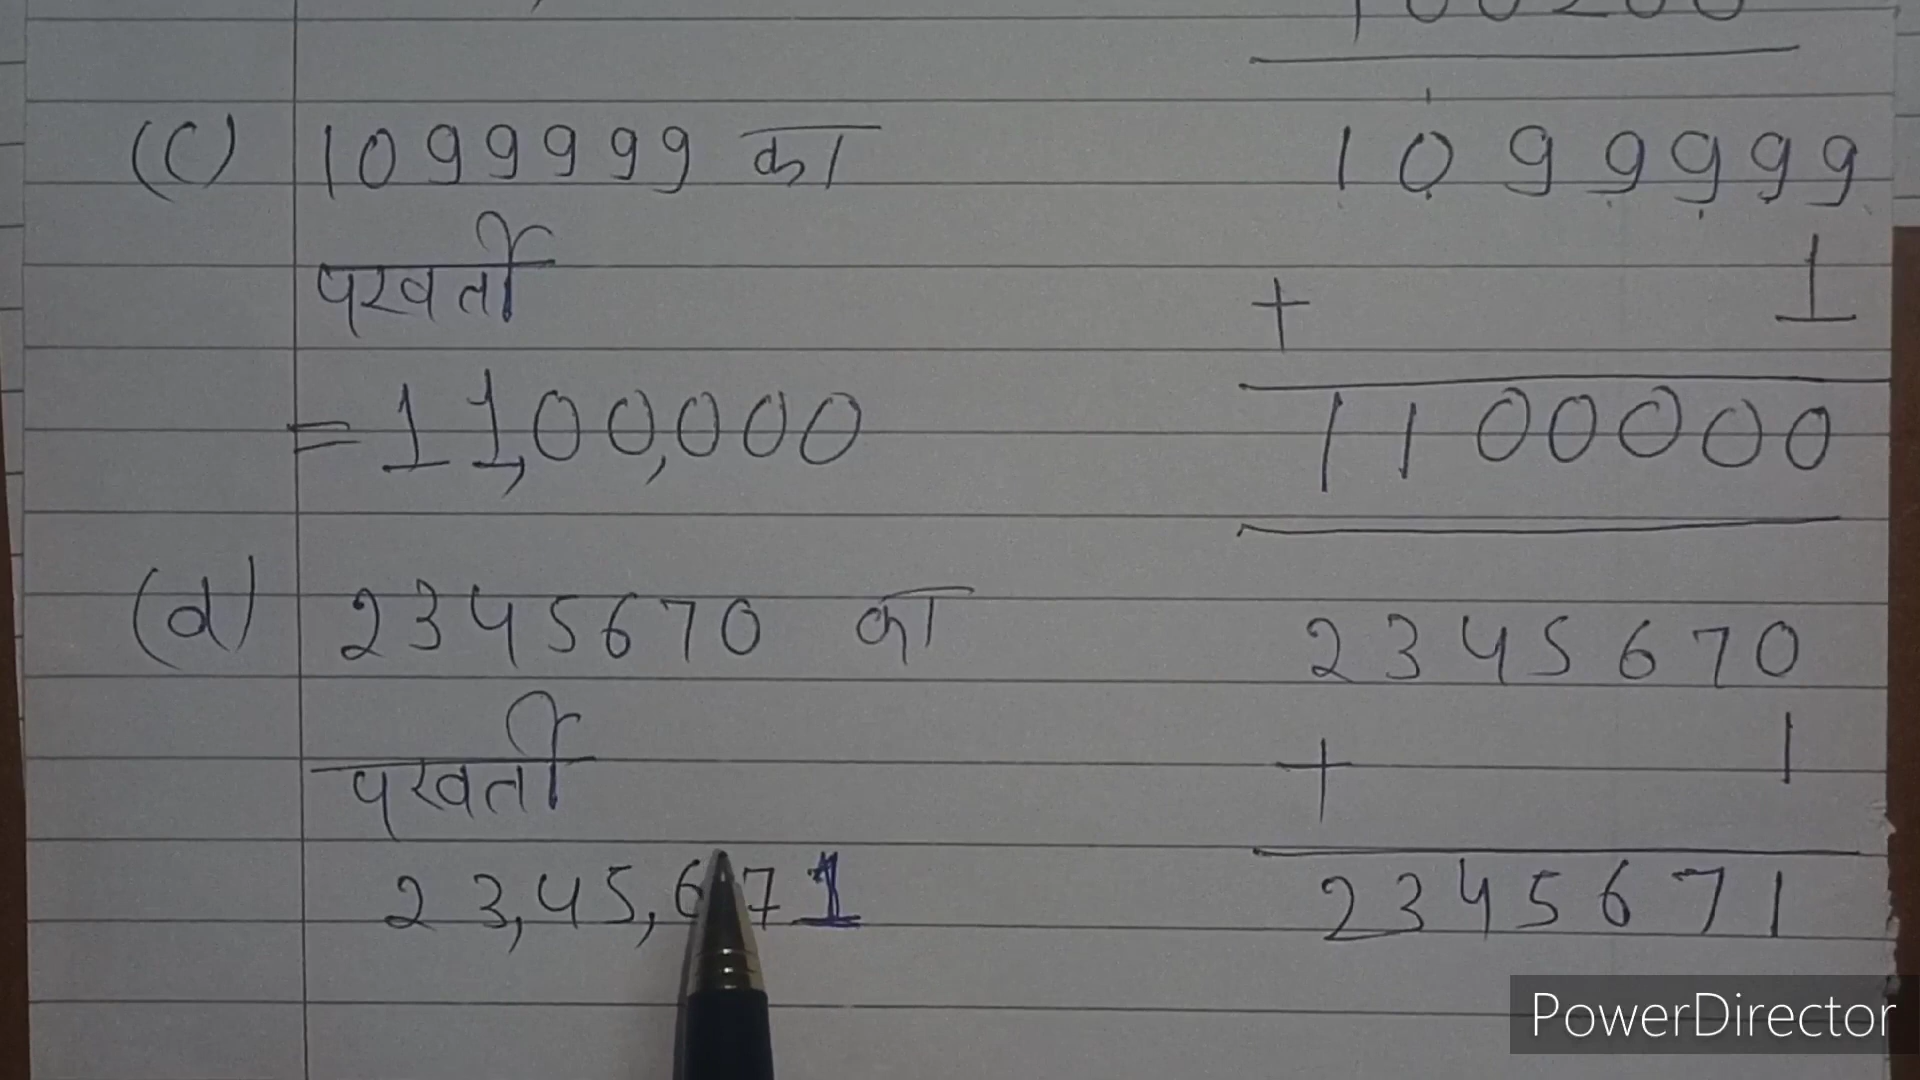 (c) 1099999 का
परवर्ती
= 11,00,000
1099999
+ 1
1100000
(d) 2345670 का
परवर्ती
23,45,671
2345670
+ 1
2345671
PowerDirector